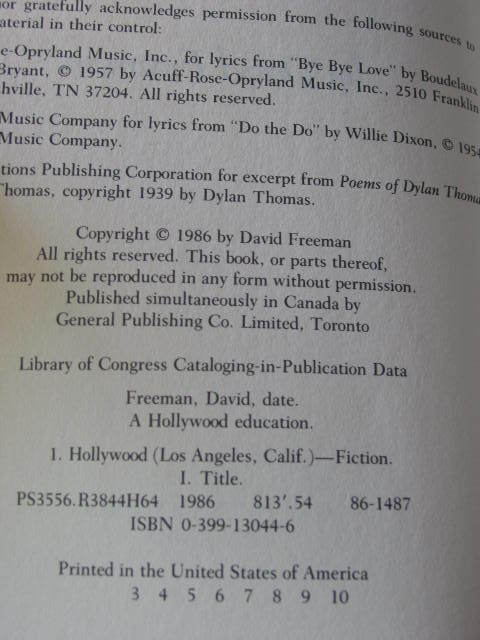 or gratefully acknowledges permission from the following sources to
aterial in their control:
e-Opryland Music, Inc., for lyrics from "Bye Bye Love" by Boudelaux
Bryant, © 1957 by Acuff-Rose-Opryland Music, Inc., 2510 Franklin
hville, TN 37204. All rights reserved.
Music Company for lyrics from "Do the Do" by Willie Dixon, © 1954
Music Company.
tions Publishing Corporation for excerpt from Poems of Dylan Thoma
Thomas, copyright 1939 by Dylan Thomas.
Copyright © 1986 by David Freeman
All rights reserved. This book, or parts thereof,
may not be reproduced in any form without permission.
Published simultaneously in Canada by
General Publishing Co. Limited, Toronto
Library of Congress Cataloging-in-Publication Data
Freeman, David, date.
A Hollywood education.
1. Hollywood (Los Angeles, Calif.)—Fiction.
I. Title.
PS3556.R3844H64 1986 813'.54 86-1487
ISBN 0-399-13044-6
Printed in the United States of America
3 4 5 6 7 8 9 10